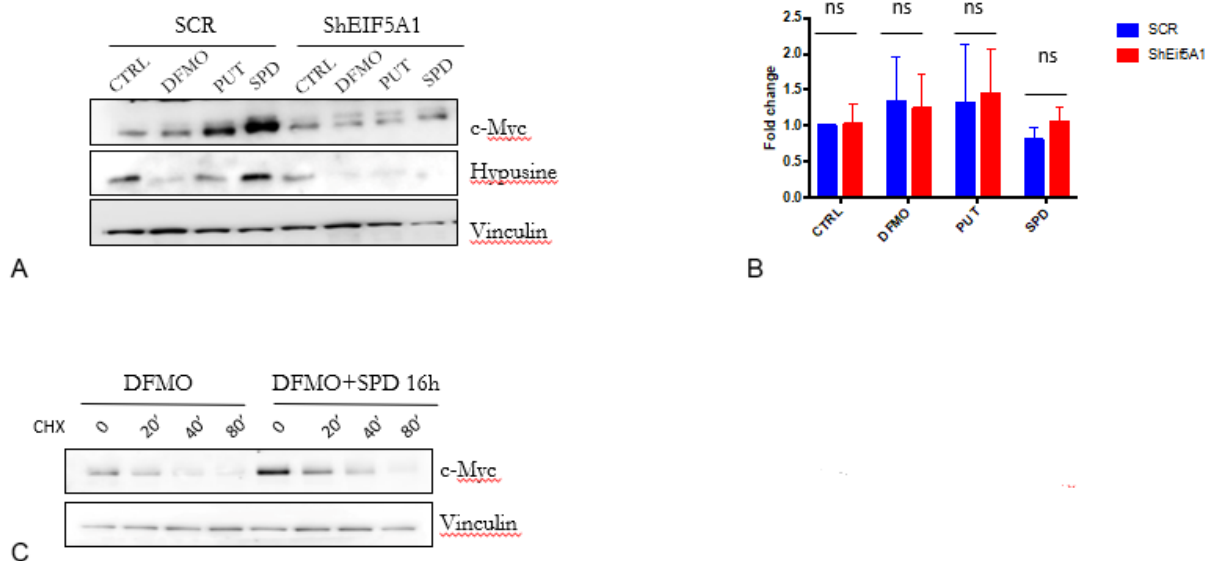 SCR ShEIF5A1
CTRL DFMO PUT SPD CTRL DFMO PUT SPD
c-Myc
Hypusine
Vinculin
A
ns ns ns ns
Fold change
2.5
2.0
1.5
1.0
0.5
0.0
CTRL DFMO PUT SPD
SCR
ShEif5A1
B
DFMO DFMO+SPD 16h
CHX 0 20' 40' 80' 0 20' 40' 80'
c-Myc
Vinculin
C